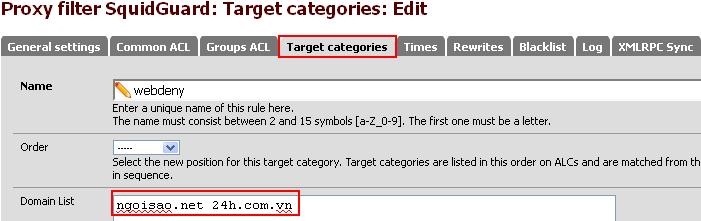 Proxy filter SquidGuard: Target categories: Edit
General settings Common ACL Groups ACL Target categories Times Rewrites Blacklist Log XMLRPC Sync
Name
webdeny
Enter a unique name of this rule here.
The name must consist between 2 and 15 symbols [a-Z_0-9]. The first one must be a letter.
Order
-----
Select the new position for this target category. Target categories are listed in this order on ALCs and are matched from th
in sequence.
Domain List
ngoisao.net 24h.com.vn